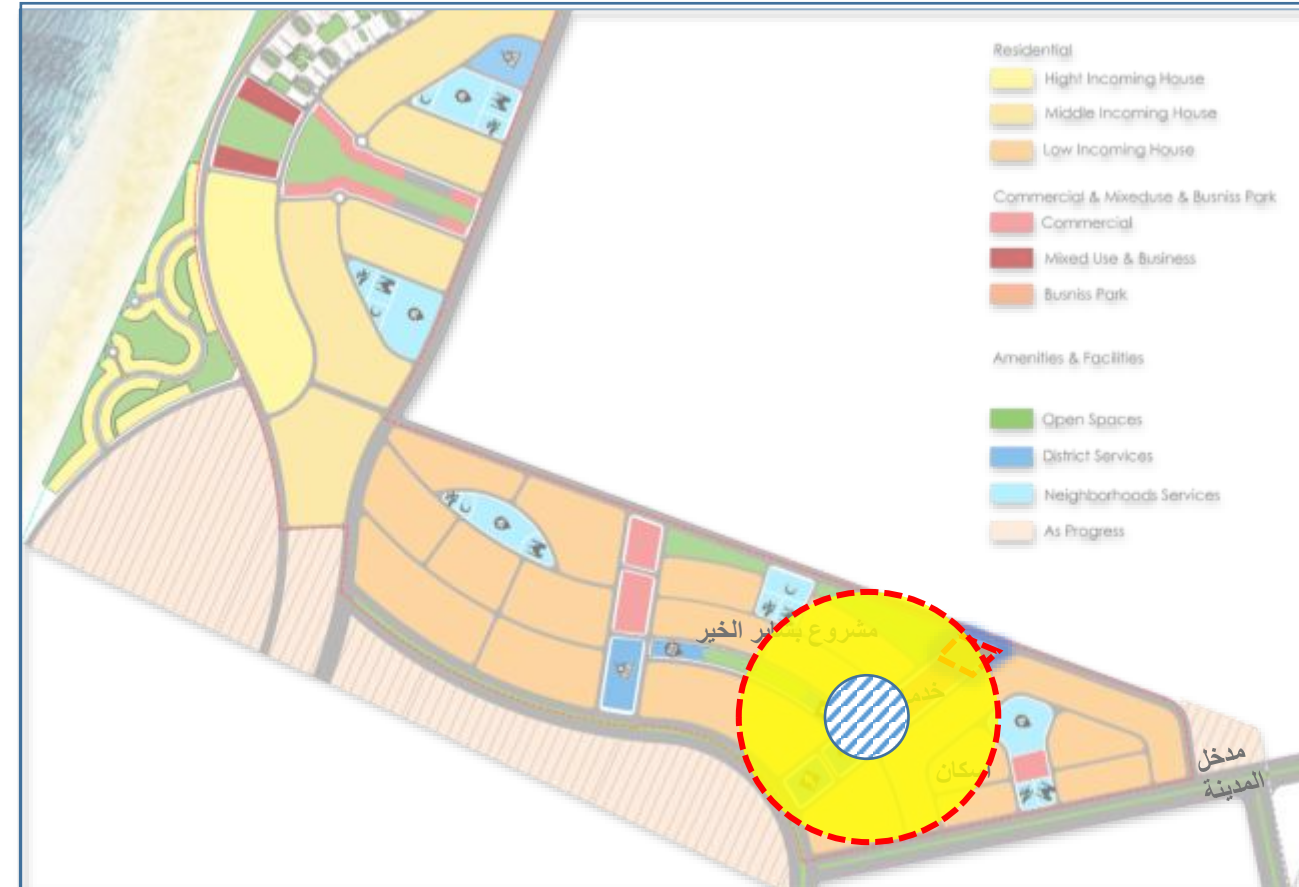 Residential
Hight Incoming House
Middle Incoming House
Low Incoming House
Commercial & Mixeduse & Busniss Park
Commercial
Mixed Use & Business
Busniss Park
Amenities & Facilities
Open Spaces
District Services
Neighborhoods Services
As Progress
مشروع بشاير الخير
مدخل
المدينة